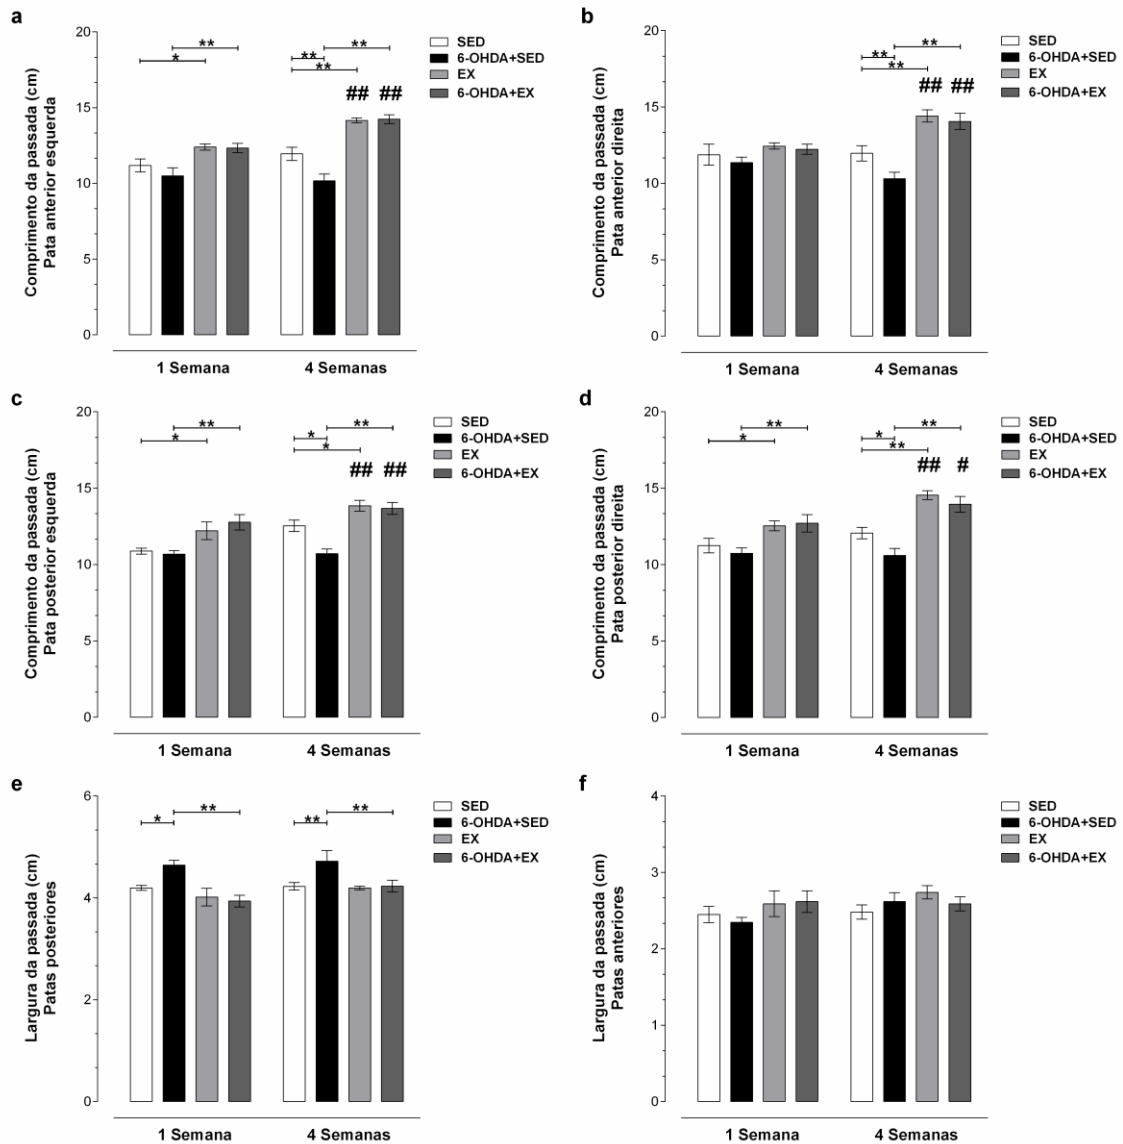 a
Comprimento da passada (cm)
Pata anterior esquerda
20
15
10
5
0
**
*
**
**
**
##
##
SED
6-OHDA+SED
EX
6-OHDA+EX
1 Semana
4 Semanas
b
Comprimento da passada (cm)
Pata anterior direita
20
15
10
5
0
**
**
**
##
##
SED
6-OHDA+SED
EX
6-OHDA+EX
1 Semana
4 Semanas
c
Comprimento da passada (cm)
Pata posterior esquerda
20
15
10
5
0
**
*
**
*
*
##
##
SED
6-OHDA+SED
EX
6-OHDA+EX
1 Semana
4 Semanas
d
Comprimento da passada (cm)
Pata posterior direita
20
15
10
5
0
**
*
**
*
**
##
#
SED
6-OHDA+SED
EX
6-OHDA+EX
1 Semana
4 Semanas
e
Largura da passada (cm)
Patas posteriores
6
4
2
0
**
*
**
**
SED
6-OHDA+SED
EX
6-OHDA+EX
1 Semana
4 Semanas
f
Largura da passada (cm)
Patas anteriores
4
3
2
1
0
SED
6-OHDA+SED
EX
6-OHDA+EX
1 Semana
4 Semanas